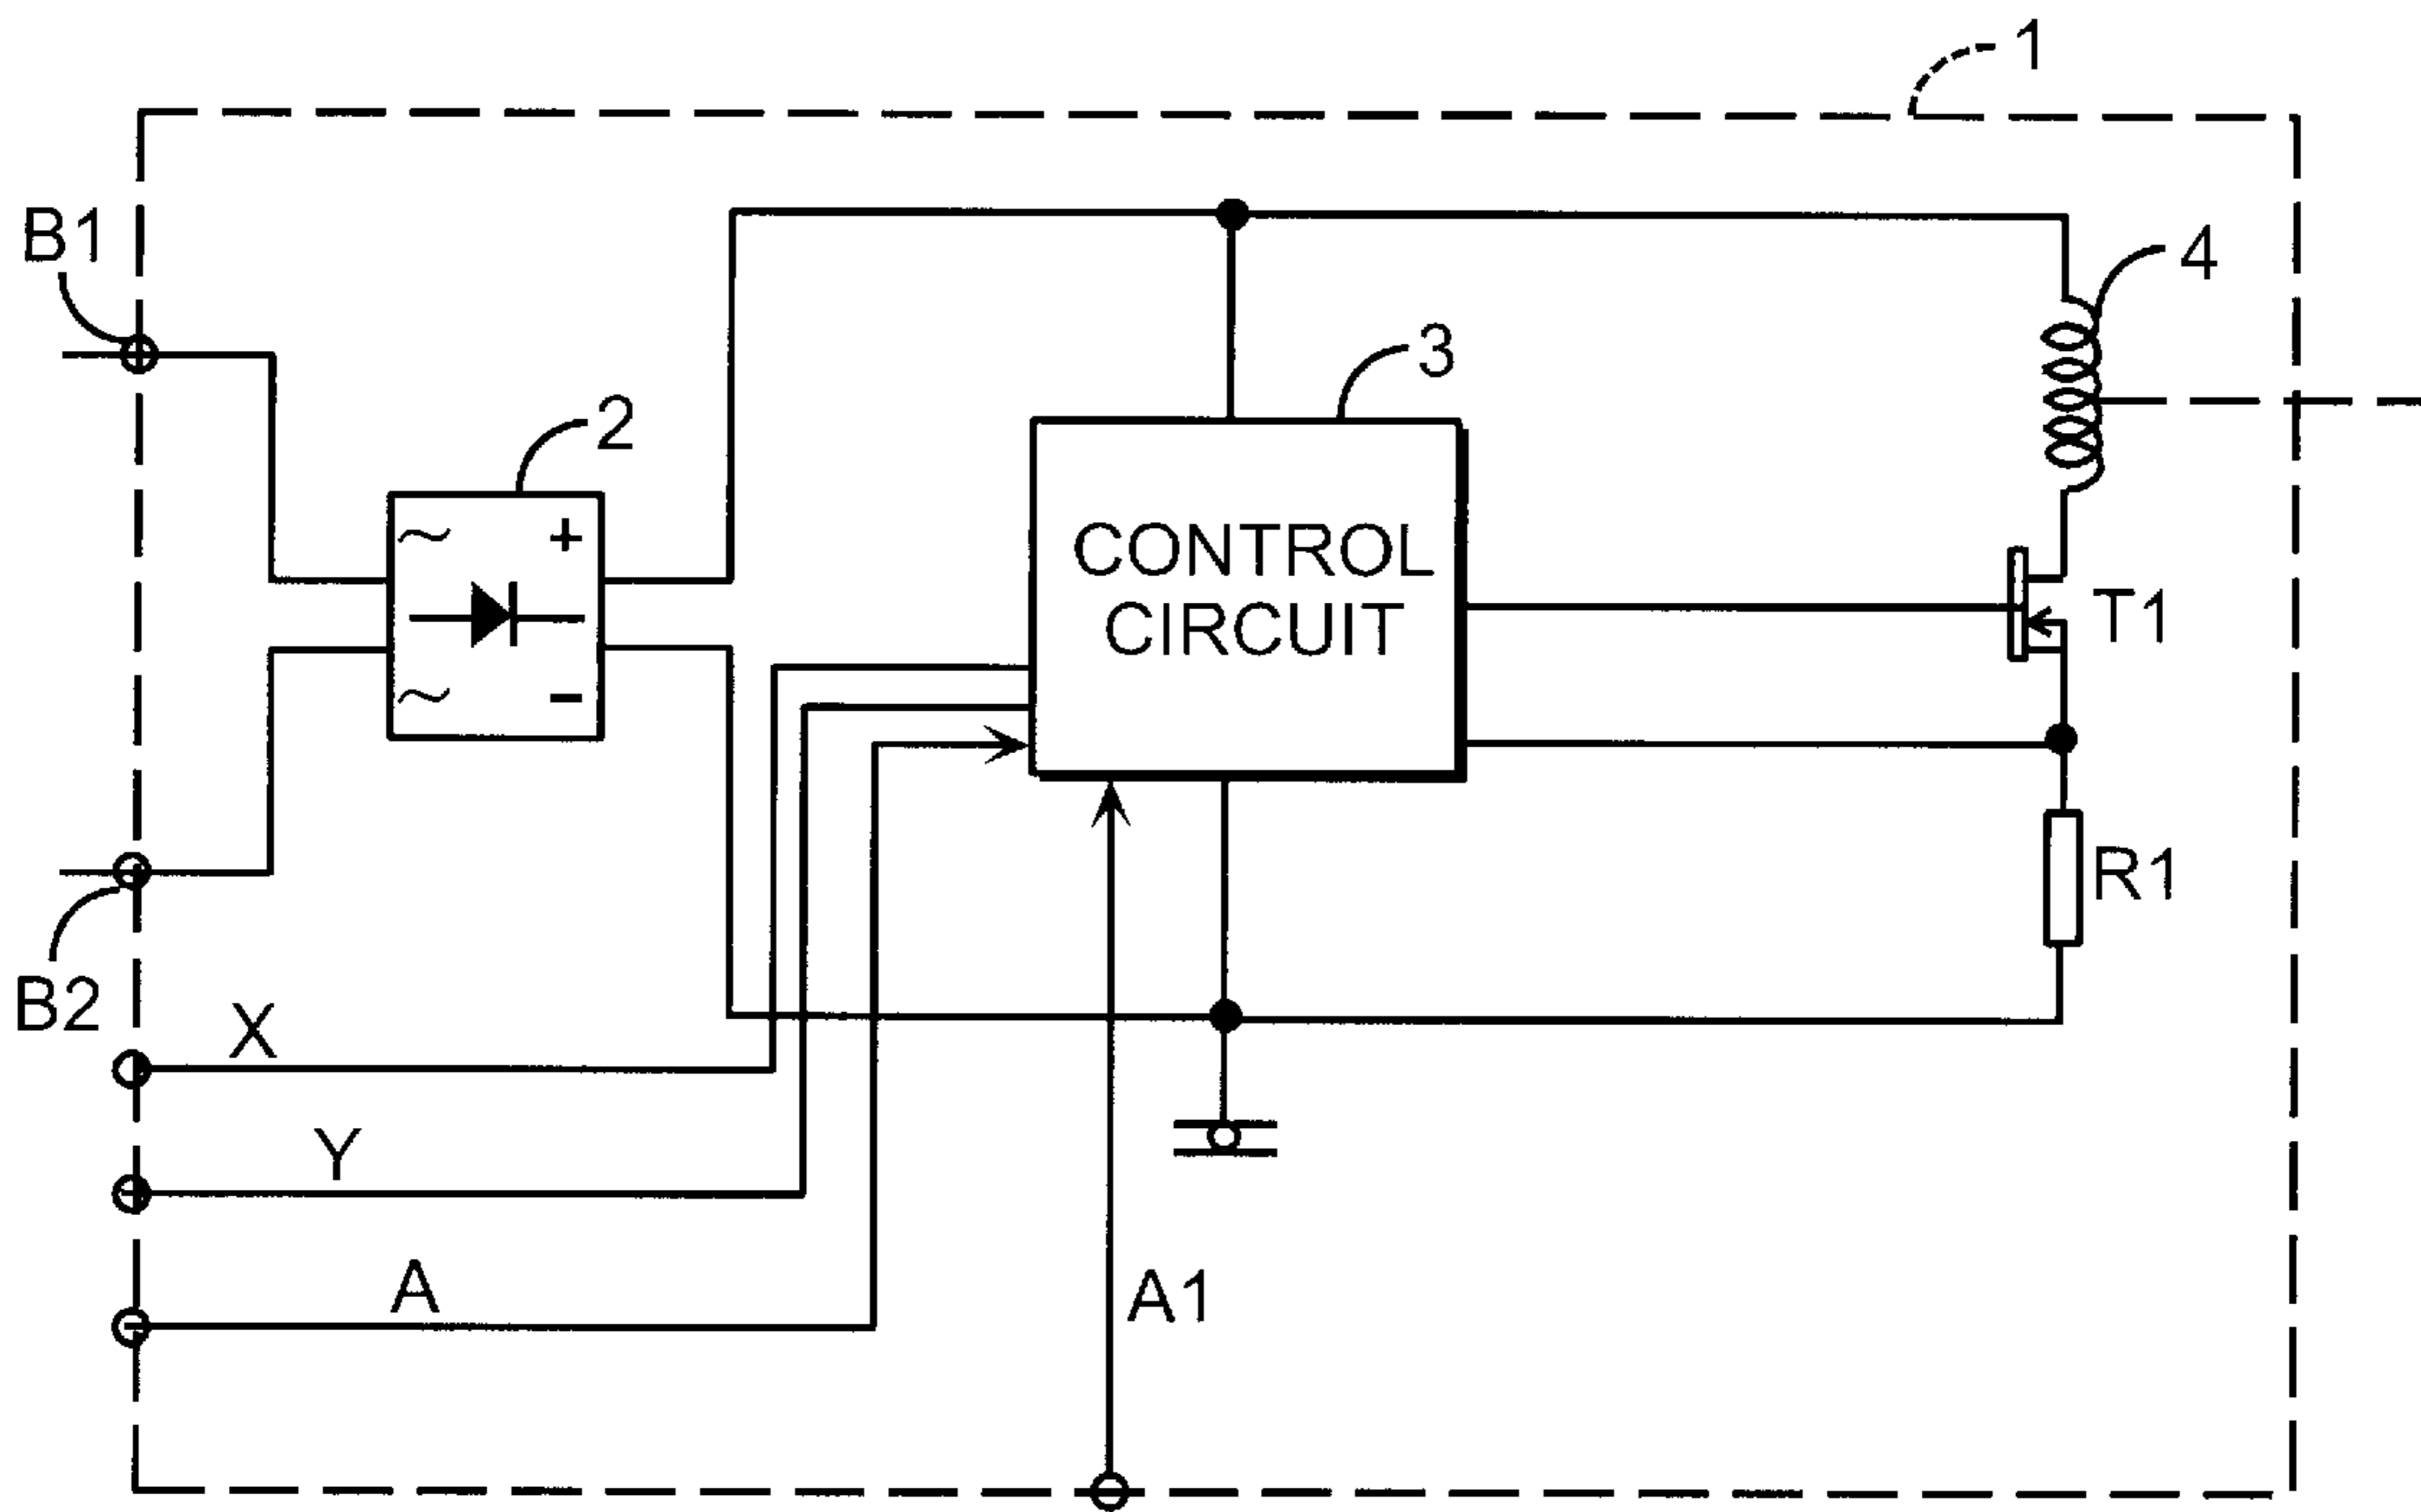 1
B1
4
3
2
~ +
CONTROL
CIRCUIT
T1
~ -
R1
B2
X
Y
A
A1